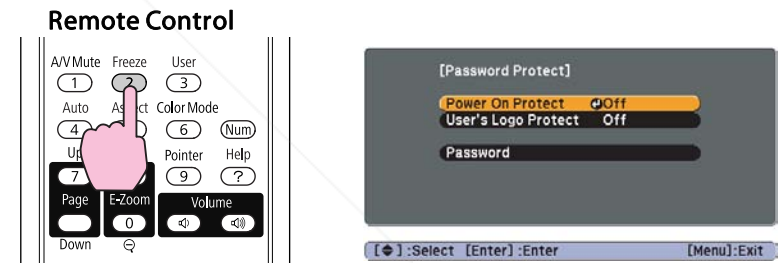 Remote Control
A/V Mute Freeze User
1 2 3
Auto Color Mode
4 6 Num
Pointer Help
7 9 ?
Page E-Zoom Volume
0
Down
[Password Protect]
Power On Protect Off
User's Logo Protect Off
Password
[ ] :Select [Enter] :Enter [Menu]:Exit